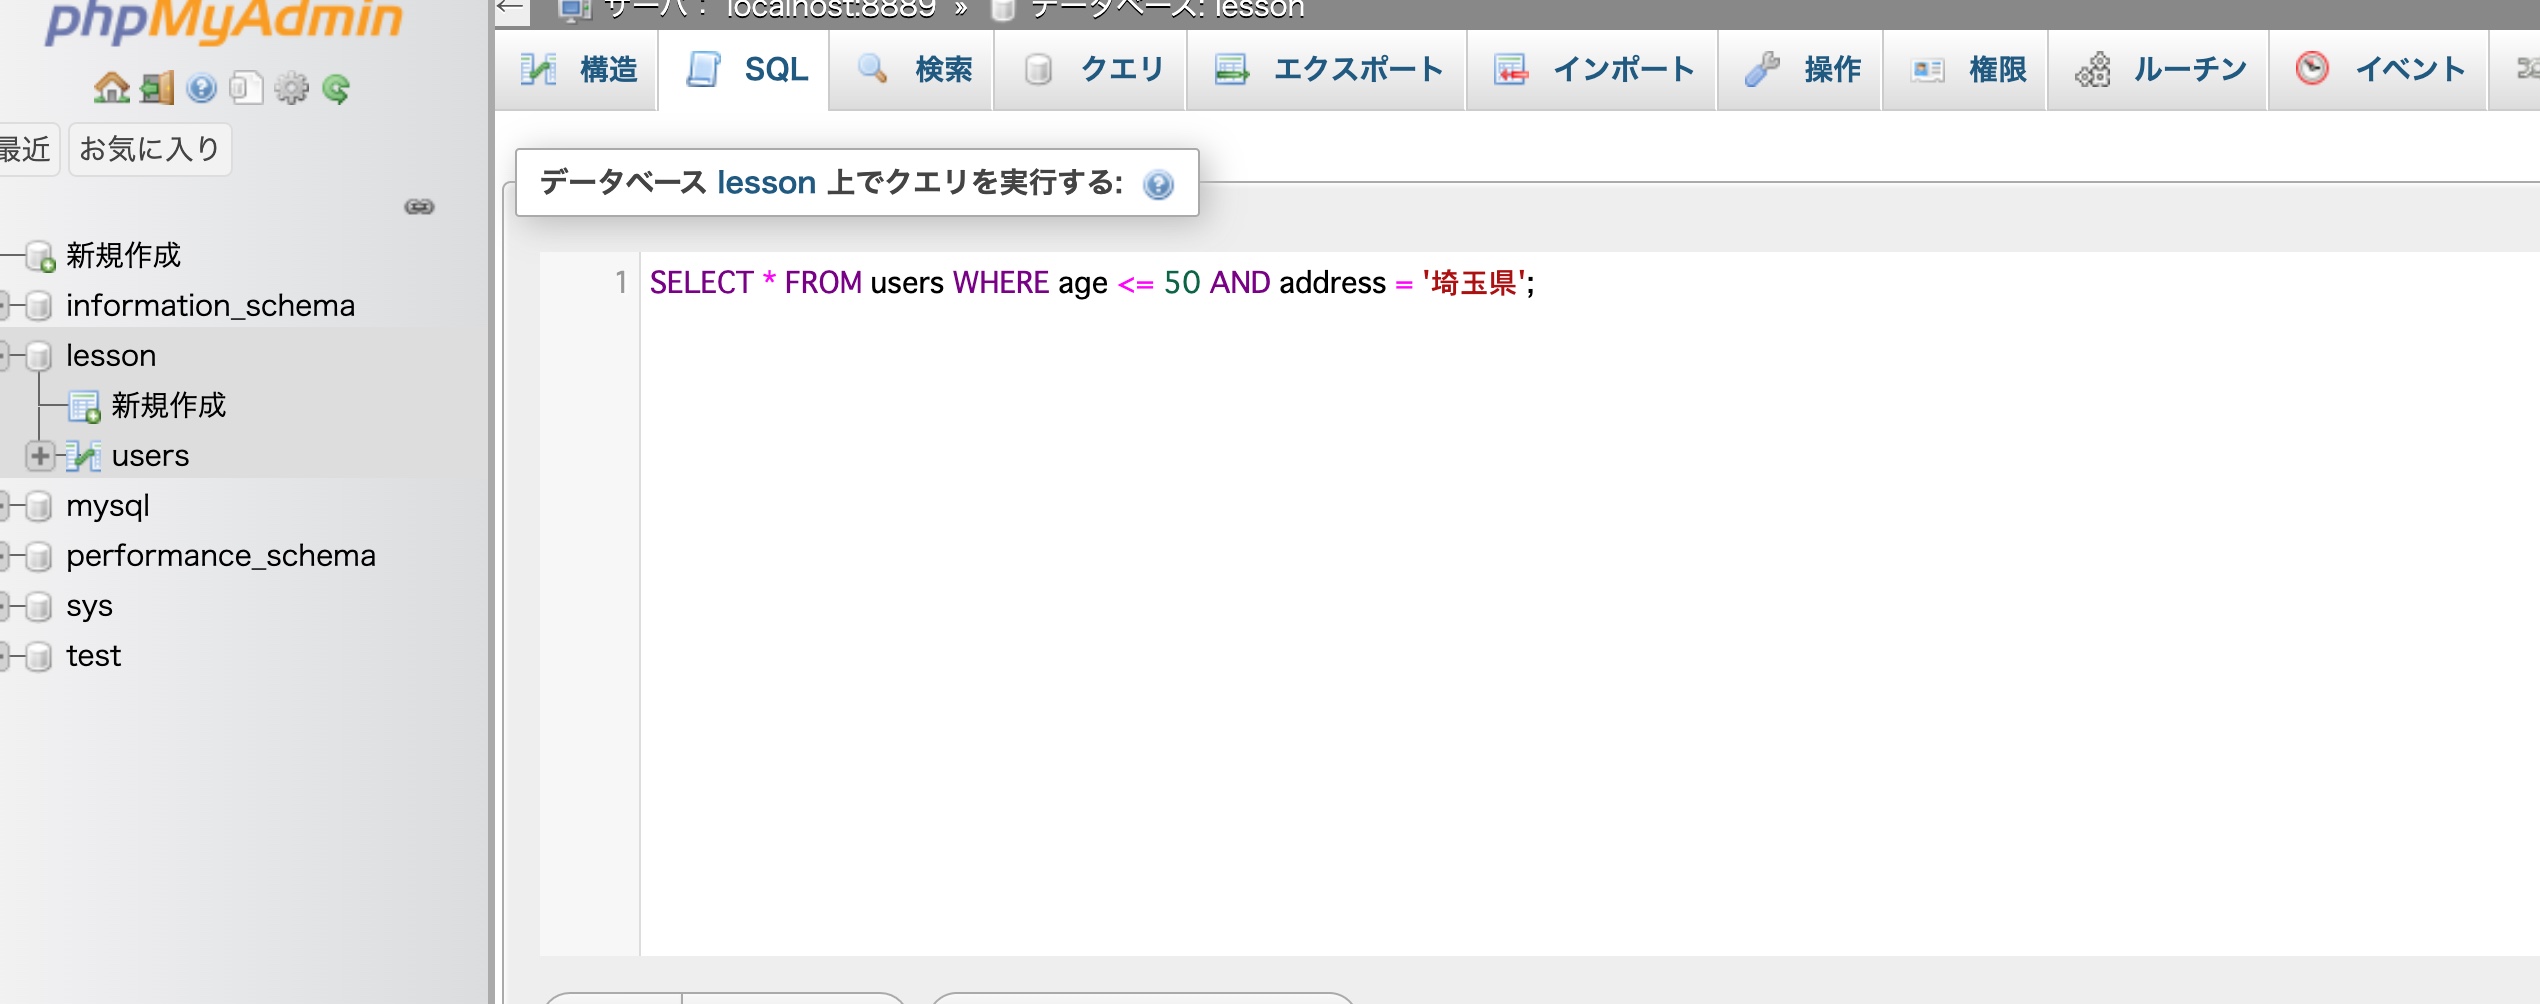 phpMyAdmin
最近 お気に入り
新規作成
information_schema
lesson
新規作成
users
mysql
performance_schema
sys
test
サーバ: localhost:8889 » データベース: lesson
構造 SQL 検索 クエリ エクスポート インポート 操作 権限 ルーチン イベント
データベース lesson 上でクエリを実行する:
1 SELECT * FROM users WHERE age <= 50 AND address = '埼玉県';